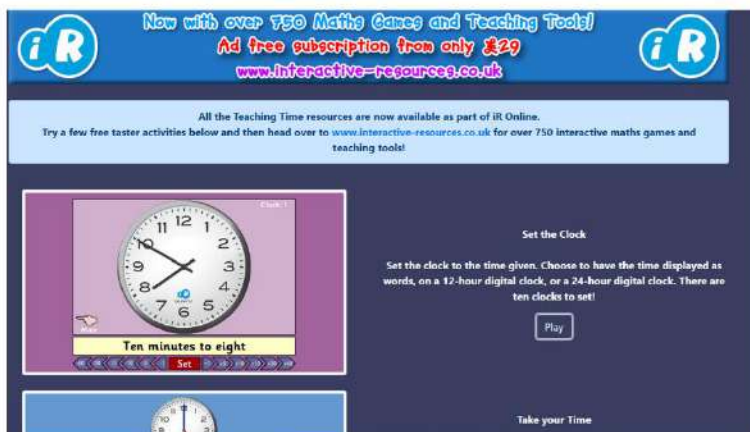 iR
Now with over 750 Maths Games and Teaching Tools!
Ad free subscription from only £29
www.interactive-resources.co.uk
iR
All the Teaching Time resources are now available as part of iR Online.
Try a few free taster activities below and then head over to www.interactive-resources.co.uk for over 750 interactive maths games and
teaching tools!
Clock: 1
11 12 1
10 2
9 3
8 4
7 6 5
Ten minutes to eight
Set
Set the Clock
Set the clock to the time given. Choose to have the time displayed as
words, on a 12-hour digital clock, or a 24-hour digital clock. There are
ten clocks to set!
Play
Take your Time